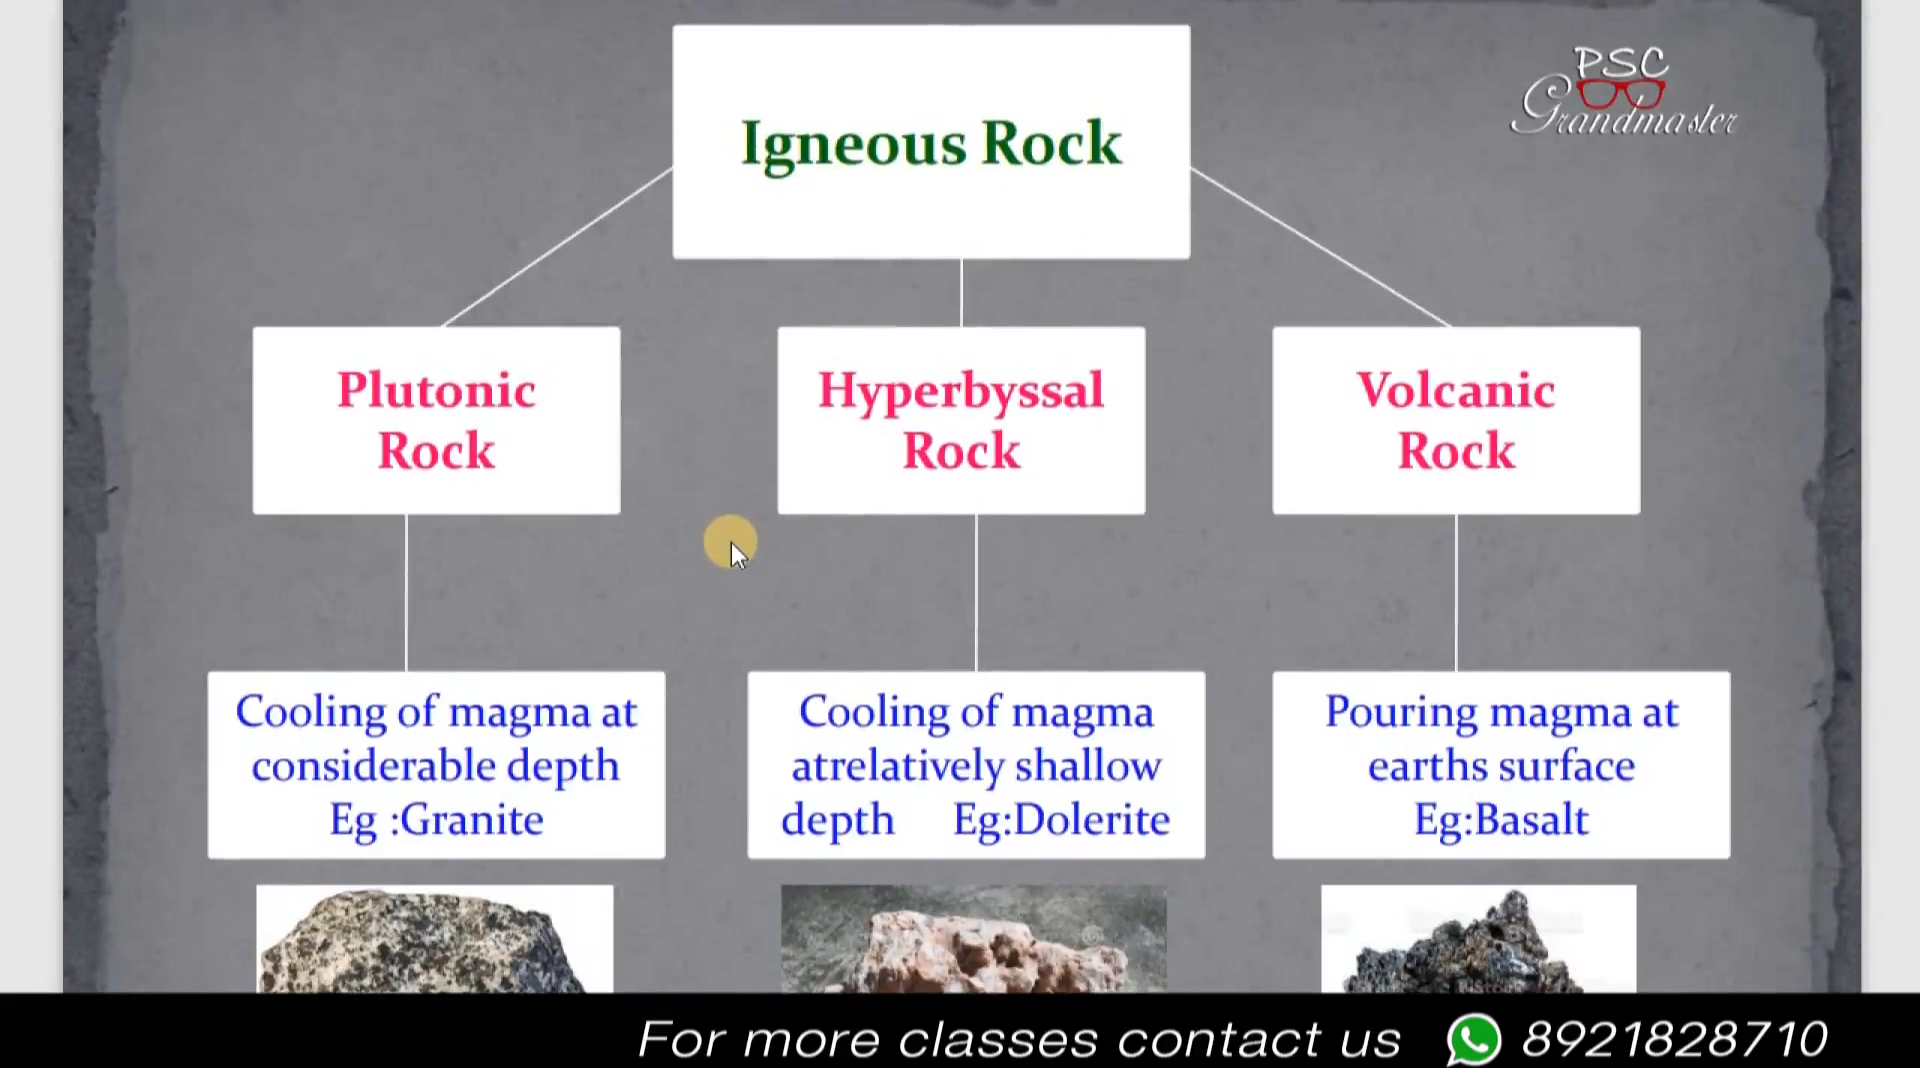 PSC
Grandmaster
Igneous Rock
Plutonic
Rock
Hyperbyssal
Rock
Volcanic
Rock
Cooling of magma at
considerable depth
Eg :Granite
Cooling of magma
atrelatively shallow
depth Eg:Dolerite
Pouring magma at
earths surface
Eg:Basalt
For more classes contact us 8921828710